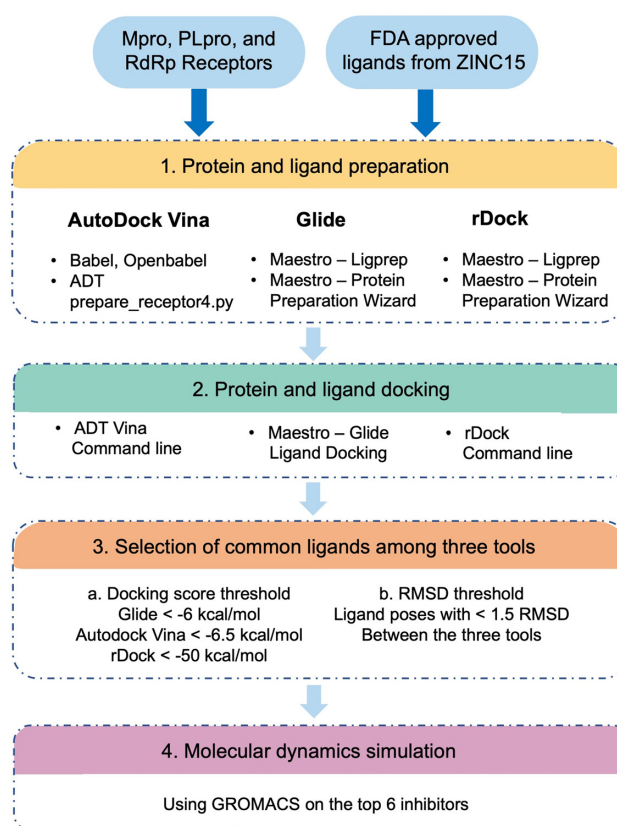 Mpro, PLpro, and
RdRp Receptors
FDA approved
ligands from ZINC15
1. Protein and ligand preparation
AutoDock Vina
• Babel, Openbabel
• ADT
prepare_receptor4.py
Glide
• Maestro – Ligprep
• Maestro – Protein
Preparation Wizard
rDock
• Maestro – Ligprep
• Maestro – Protein
Preparation Wizard
2. Protein and ligand docking
• ADT Vina
Command line
• Maestro – Glide
Ligand Docking
• rDock
Command line
3. Selection of common ligands among three tools
a. Docking score threshold
Glide < -6 kcal/mol
Autodock Vina < -6.5 kcal/mol
rDock < -50 kcal/mol
b. RMSD threshold
Ligand poses with < 1.5 RMSD
Between the three tools
4. Molecular dynamics simulation
Using GROMACS on the top 6 inhibitors